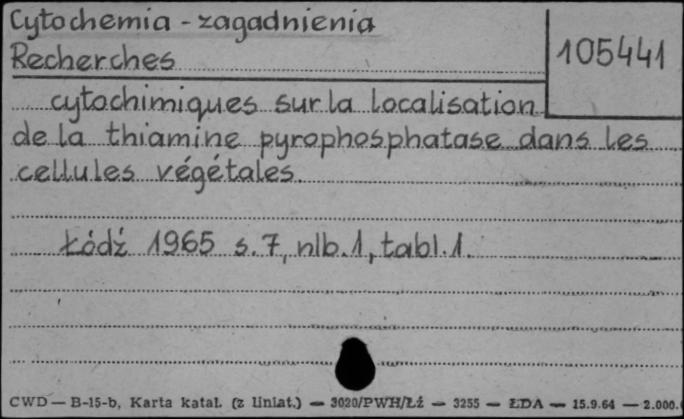 Cytochemia - zagadnienia
Recherches
105441
cytochimiques sur la localisation
de la thiamine pyrophosphatase dans les
cellules végétales.
Łódź 1965 s. 7, nlb. 1, tabl. 1.
CWD — B-15-b, Karta katal. (z liniat.) — 3020/PWH/Łź — 3255 — ŁDA — 15.9.64 — 2.000.